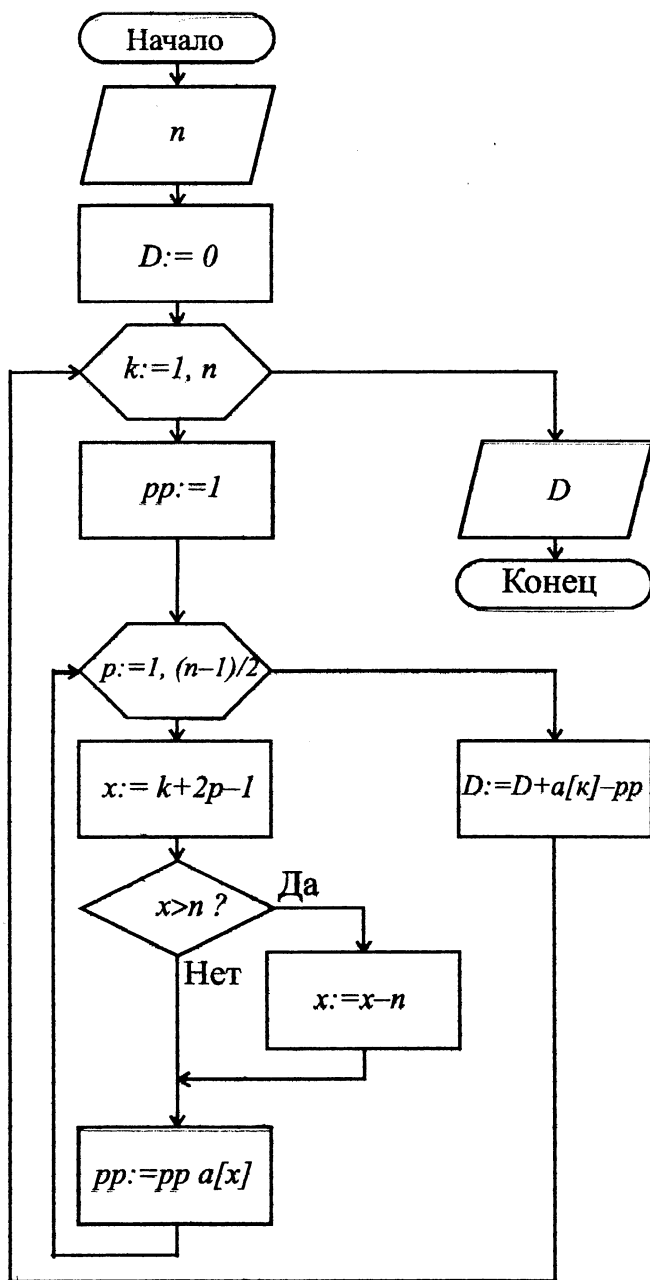 Начало
n
D:= 0
k:=1, n
pp:=1
D
Конец
p:=1, (n–1)/2
x:= k+2p–1
D:=D+a[к]–pp
x>n ?
Да
Нет
x:=x–n
pp:=pp a[x]